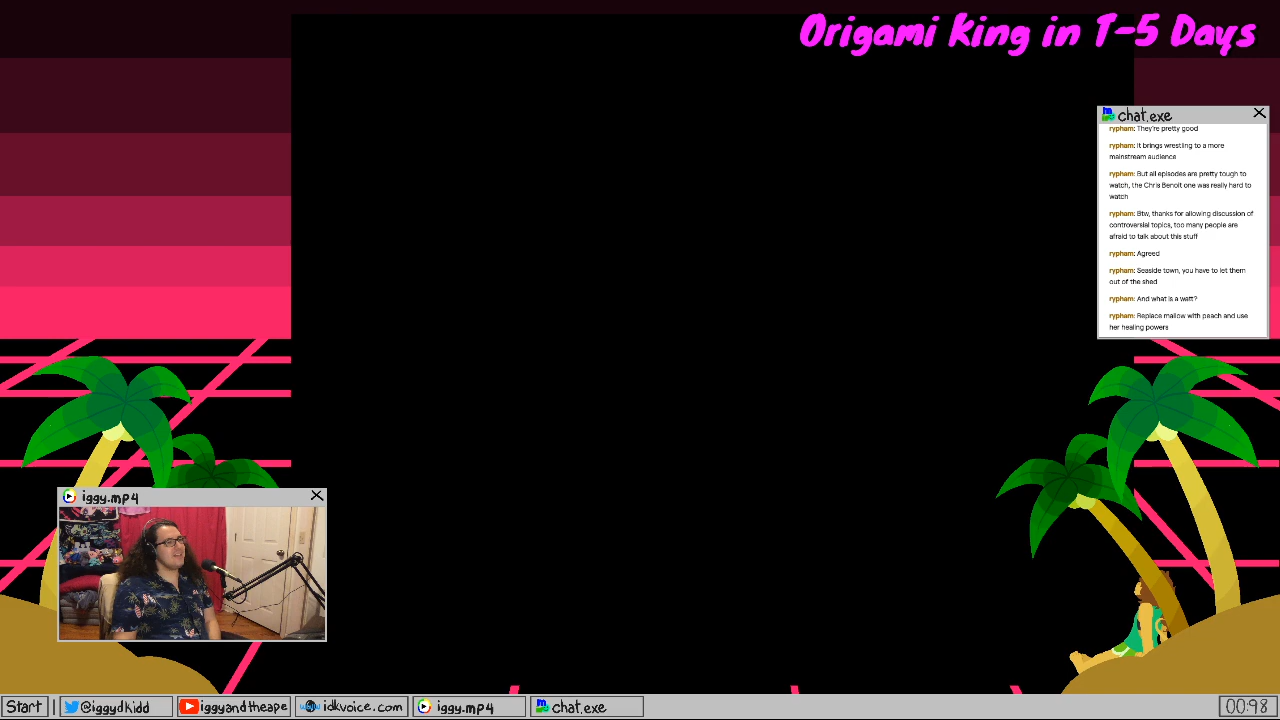 Origami King in T-5 Days
chat.exe
rypham: They're pretty good
rypham: It brings wrestling to a more
mainstream audience
rypham: But all episodes are pretty tough to
watch, the Chris Benoit one was really hard to
watch
rypham: Btw, thanks for allowing discussion of
controversial topics, too many people are
afraid to talk about this stuff
rypham: Agreed
rypham: Seaside town, you have to let them
out of the shed
rypham: And what is a watt?
rypham: Replace mallow with peach and use
her healing powers
iggy.mp4
Start | @iggydkidd iggyandtheape idkvoice.com iggy.mp4 chat.exe 00:98